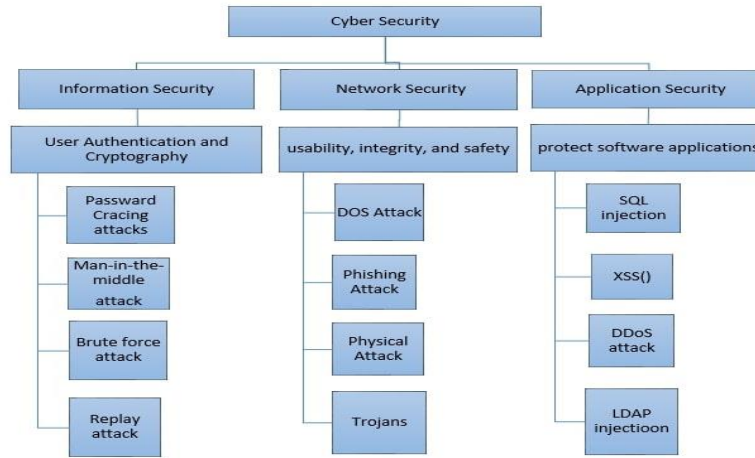 Cyber Security
Information Security
Network Security
Application Security
User Authentication and
Cryptography
usability, integrity, and safety
protect software applications
Passward
Cracing
attacks
Man-in-the-
middle
attack
Brute force
attack
Replay
attack
DOS Attack
Phishing
Attack
Physical
Attack
Trojans
SQL
injection
XSS()
DDoS
attack
LDAP
injectioon